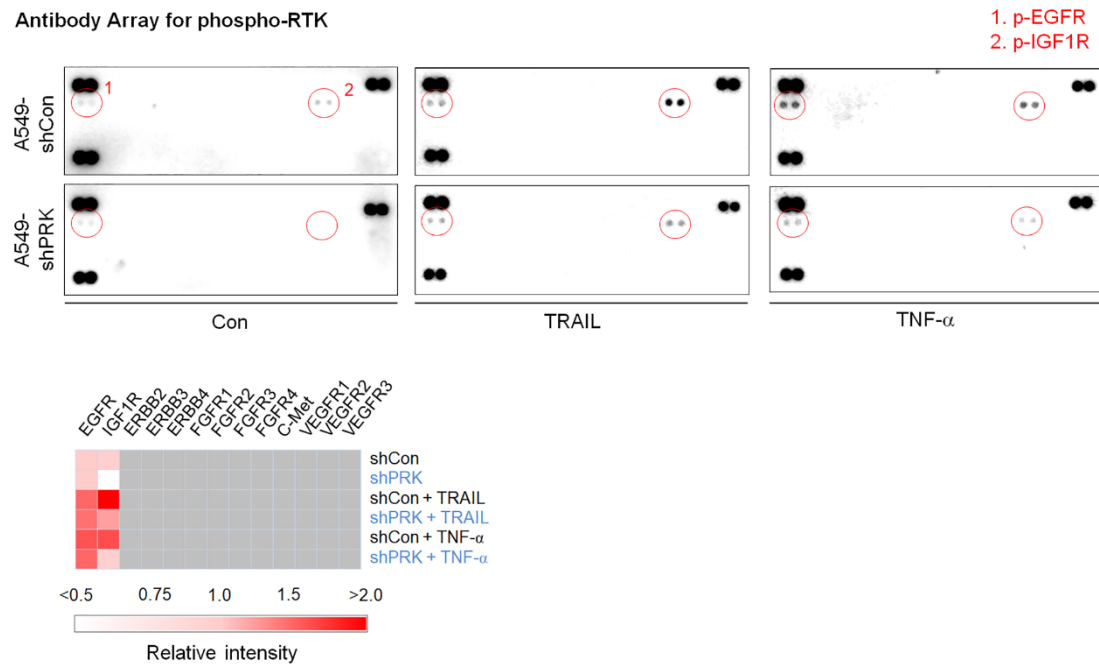 Antibody Array for phospho-RTK
1. p-EGFR
2. p-IGF1R
A549-
shCon
1
2
A549-
shPRK
Con
TRAIL
TNF-α
EGFR
IGF1R
ERBB2
ERBB3
ERBB4
FGFR1
FGFR2
FGFR3
FGFR4
C-Met
VEGFR1
VEGFR2
VEGFR3
shCon
shPRK
shCon + TRAIL
shPRK + TRAIL
shCon + TNF-α
shPRK + TNF-α
<0.5 0.75 1.0 1.5 >2.0
Relative intensity